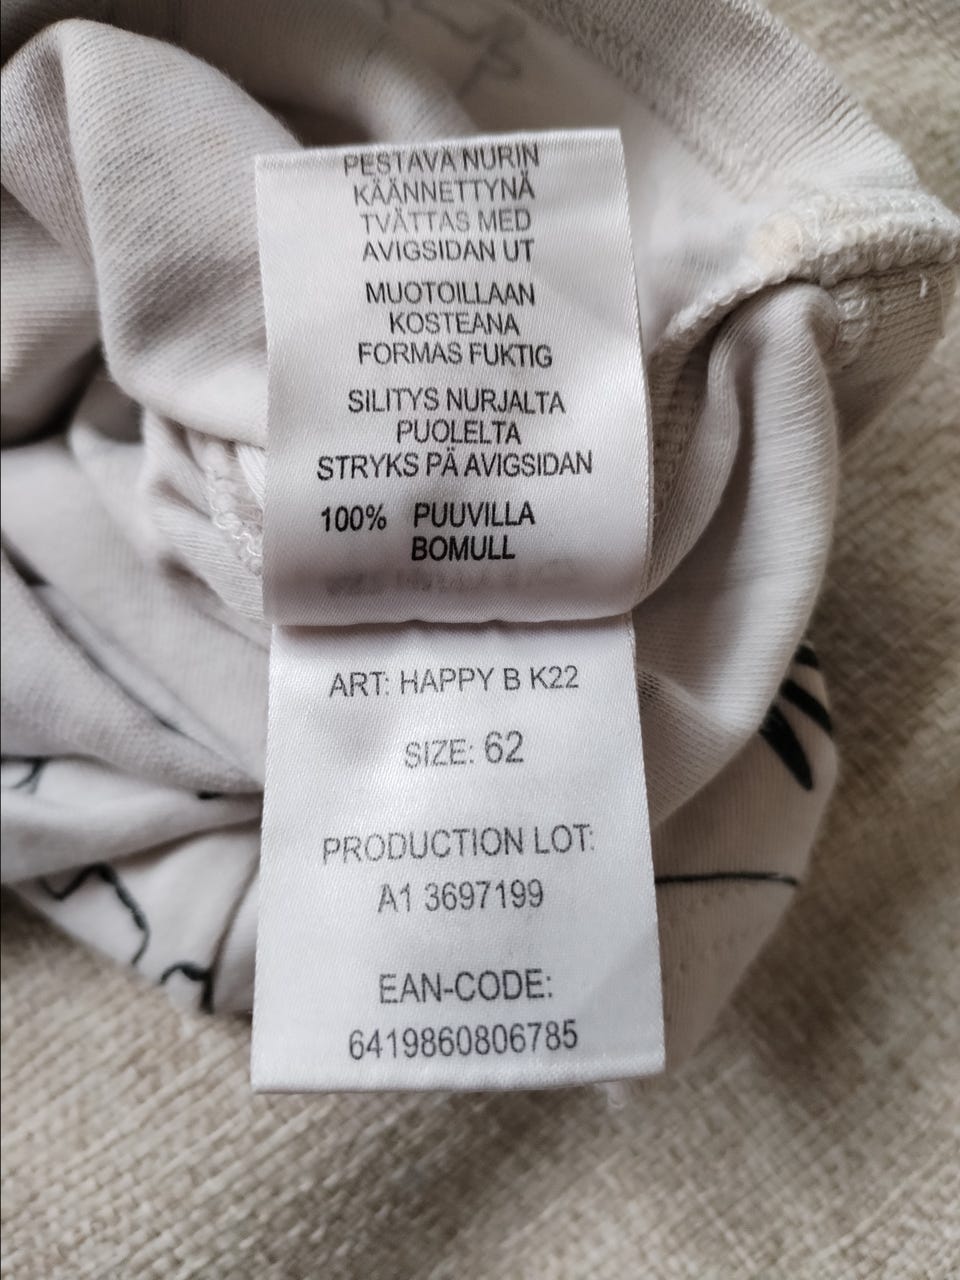 PESTAVA NURIN
KÄÄNNETTYNÄ
TVÄTTAS MED
AVIGSIDAN UT
MUOTOILLAAN
KOSTEANA
FORMAS FUKTIG
SILITYS NURJALTA
PUOLELTA
STRYKS PÄ AVIGSIDAN
100% PUUVILLA
BOMULL
ART: HAPPY B K22
SIZE: 62
PRODUCTION LOT:
A1 3697199
EAN-CODE:
6419860806785